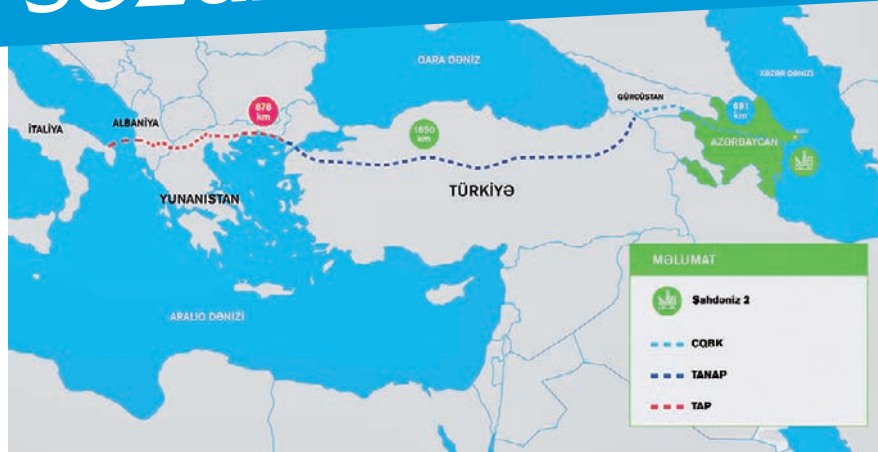 QARA DƏNİZ
XƏZƏR DƏNİZİ
GÜRCÜSTAN
878
km
691
km
İTALİYA
ALBANİYA
1850
km
AZƏRBAYCAN
TÜRKİYƏ
YUNANISTAN
MƏLUMAT
Şahdəniz 2
ARALIQ DƏNİZİ
CQBK
TANAP
TAP